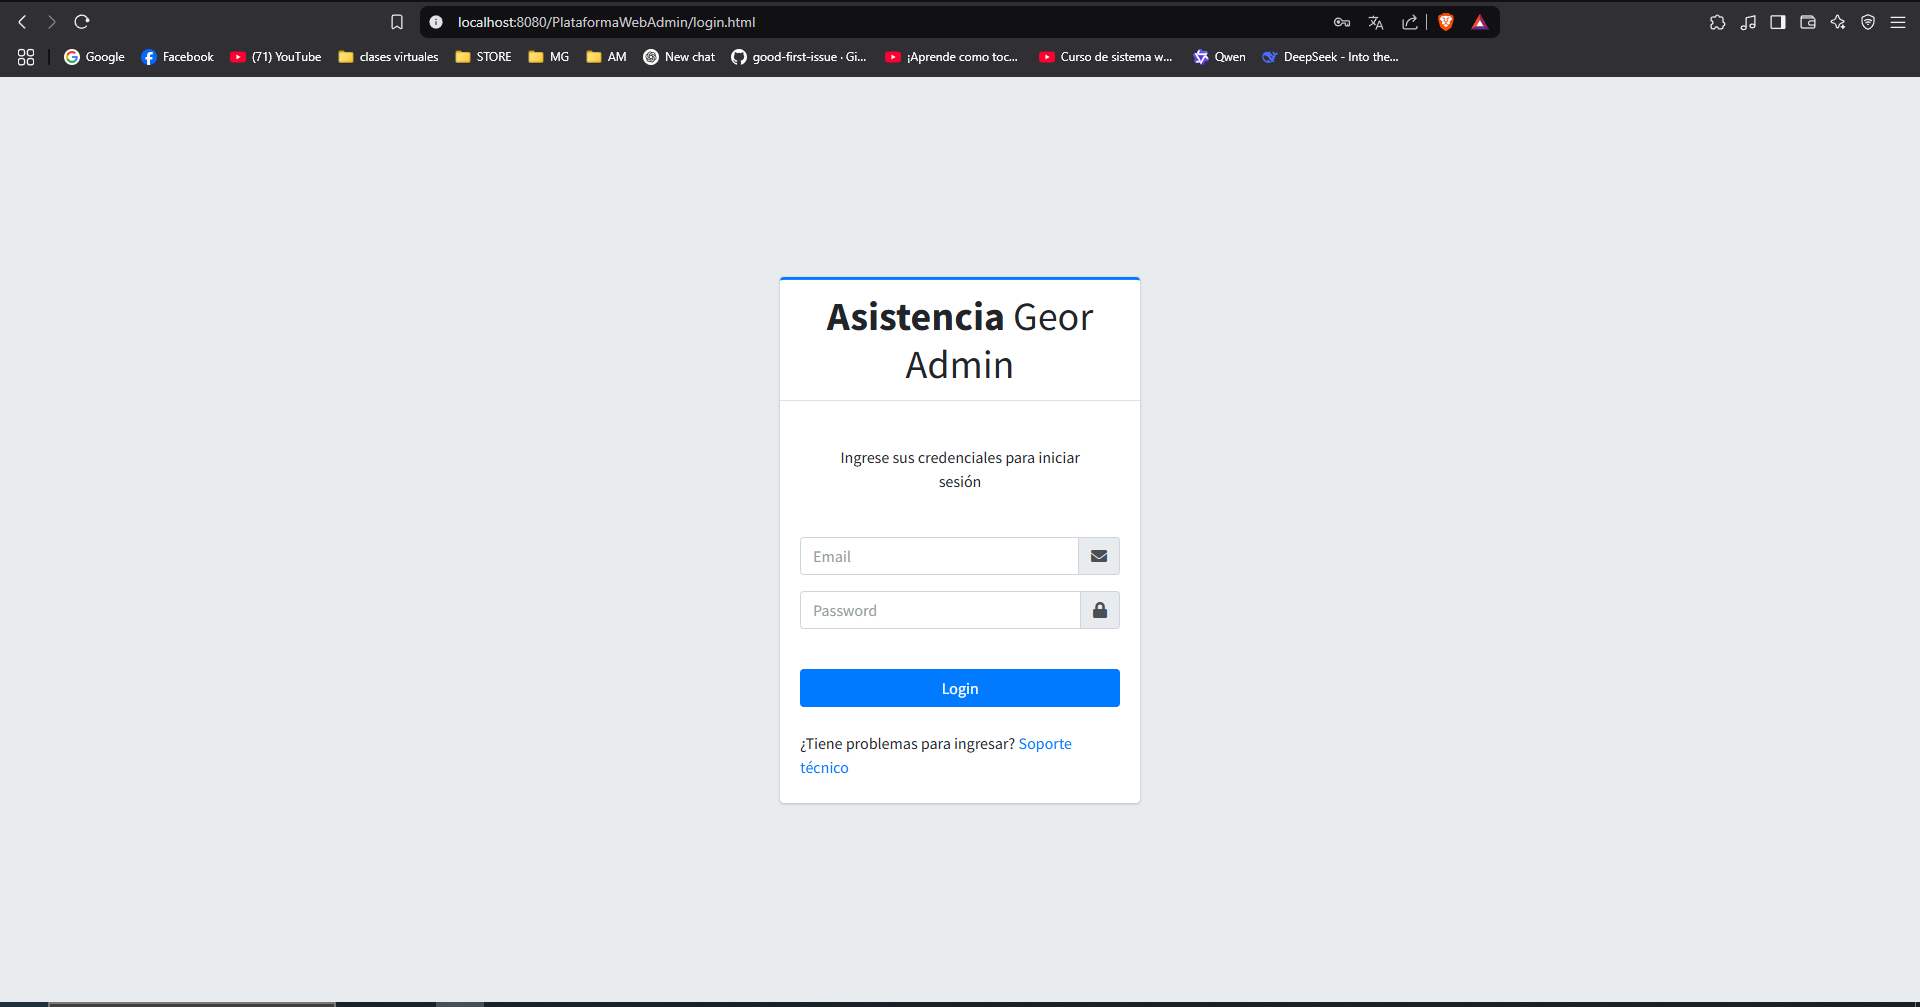 localhost:8080/PlataformaWebAdmin/login.html
Google Facebook (71) YouTube clases virtuales STORE MG AM New chat good-first-issue · Gi... ¡Aprende como toc... Curso de sistema w... Qwen DeepSeek - Into the...
Asistencia Geor
Admin
Ingrese sus credenciales para iniciar
sesión
Email
Password
Login
¿Tiene problemas para ingresar? Soporte
técnico